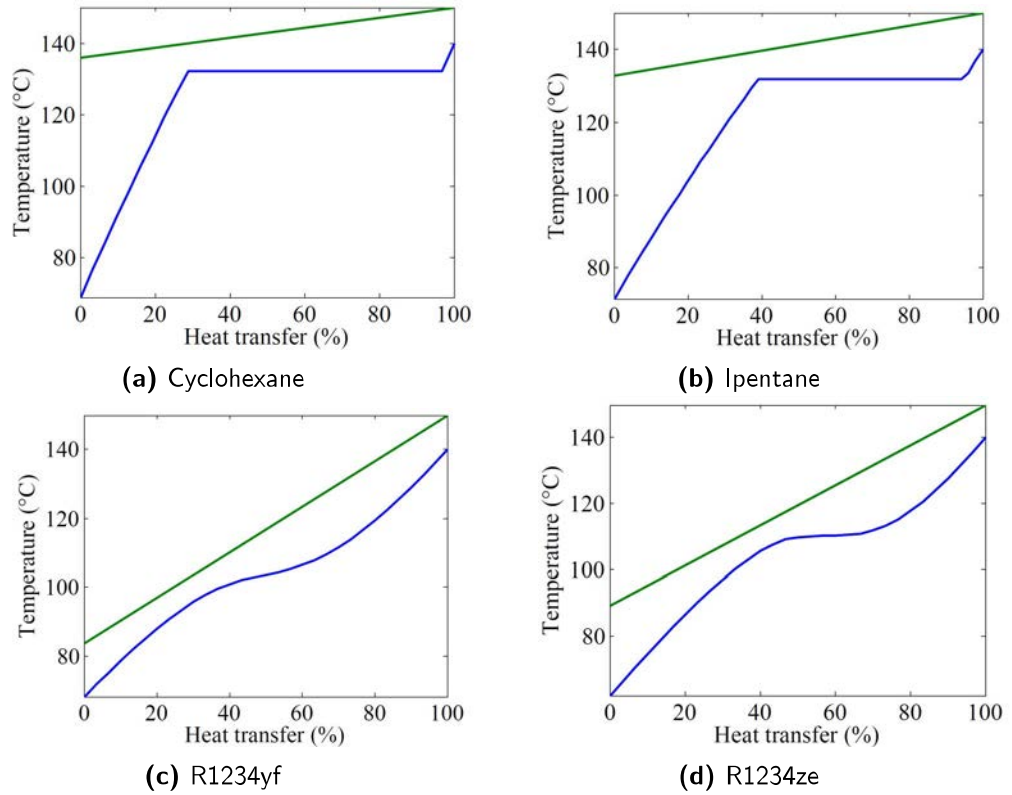 140
120
100
80
Temperature (°C)
0 20 40 60 80 100
Heat transfer (%)
(a) Cyclohexane
140
120
100
80
Temperature (°C)
0 20 40 60 80 100
Heat transfer (%)
(b) Ipentane
140
120
100
80
Temperature (°C)
0 20 40 60 80 100
Heat transfer (%)
(c) R1234yf
140
120
100
80
Temperature (°C)
0 20 40 60 80 100
Heat transfer (%)
(d) R1234ze